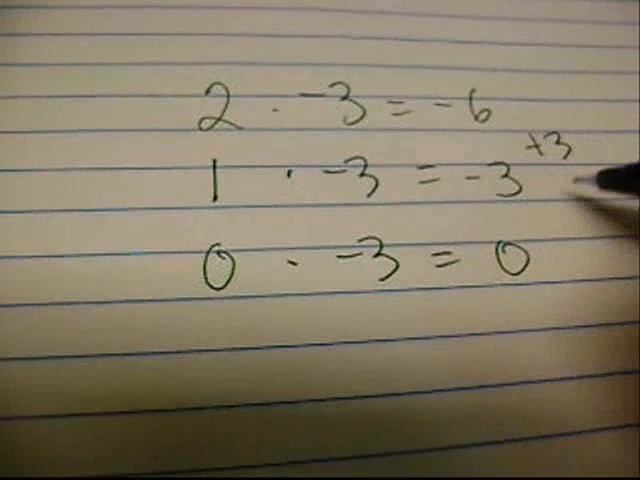 2 · -3 = -6
+3
1 · -3 = -3
0 · -3 = 0